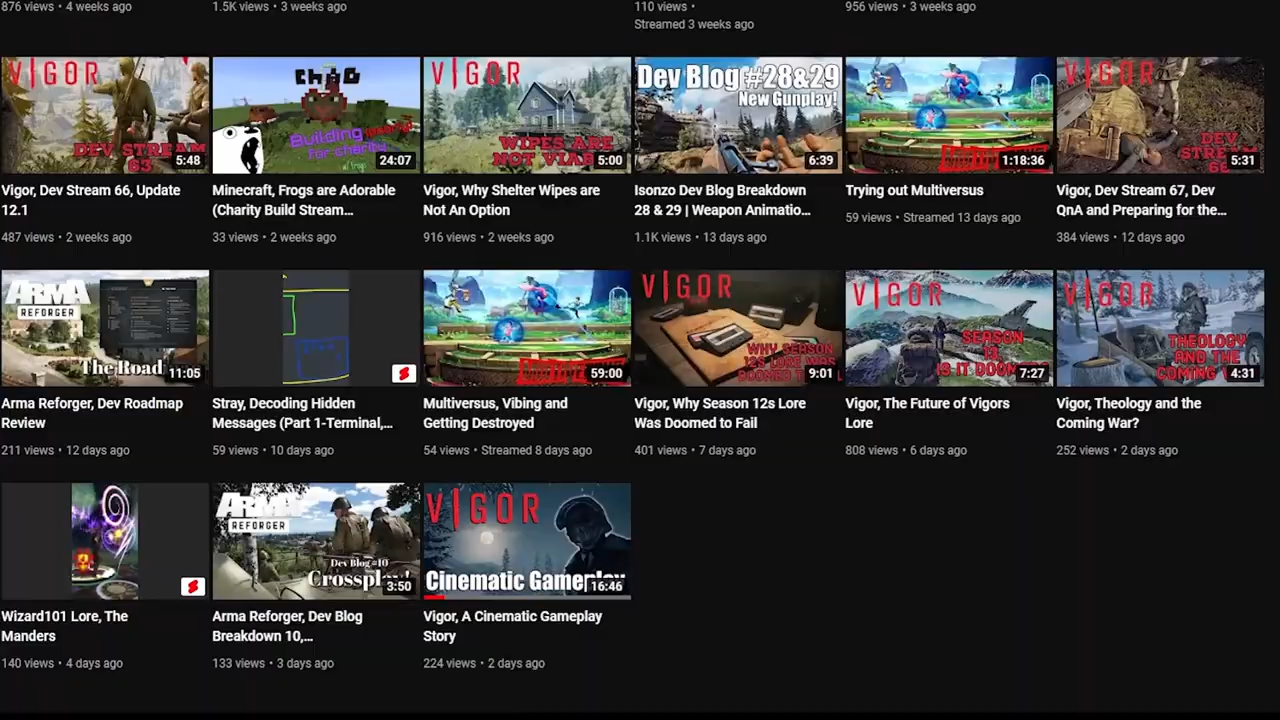 876 views • 4 weeks ago
1.5K views • 3 weeks ago
110 views •
Streamed 3 weeks ago
956 views • 3 weeks ago
VIGOR
DEV STREAM
5:48
chao
Building
for charity
24:07
VIGOR
WIPES ARE
NOT VIAB
5:00
Dev Blog #28&29
New Gunplay!
6:39
1:18:36
VIGOR
DEV
STRE
5:31
Vigor, Dev Stream 66, Update
12.1
487 views • 2 weeks ago
Minecraft, Frogs are Adorable
(Charity Build Stream...
33 views • 2 weeks ago
Vigor, Why Shelter Wipes are
Not An Option
916 views • 2 weeks ago
Isonzo Dev Blog Breakdown
28 & 29 | Weapon Animatio...
1.1K views • 13 days ago
Trying out Multiversus
59 views • Streamed 13 days ago
Vigor, Dev Stream 67, Dev
QnA and Preparing for the...
384 views • 12 days ago
ARMA
REFORGER
The Road
11:05
59:00
VIGOR
WHY SEASON
12S LORE WAS
DOOMED T
9:01
VIGOR
SEASON
13
IS IT DOOM
7:27
VIGOR
THEOLOGY
AND THE
COMING
4:31
Arma Reforger, Dev Roadmap
Review
211 views • 12 days ago
Stray, Decoding Hidden
Messages (Part 1-Terminal,...
59 views • 10 days ago
Multiversus, Vibing and
Getting Destroyed
54 views • Streamed 8 days ago
Vigor, Why Season 12s Lore
Was Doomed to Fail
401 views • 7 days ago
Vigor, The Future of Vigors
Lore
808 views • 6 days ago
Vigor, Theology and the
Coming War?
252 views • 2 days ago
ARMA
REFORGER
Dev Blog #10
Crossplay!
3:50
VIGOR
Cinematic Gameplay
16:46
Wizard101 Lore, The
Manders
140 views • 4 days ago
Arma Reforger, Dev Blog
Breakdown 10,...
133 views • 3 days ago
Vigor, A Cinematic Gameplay
Story
224 views • 2 days ago